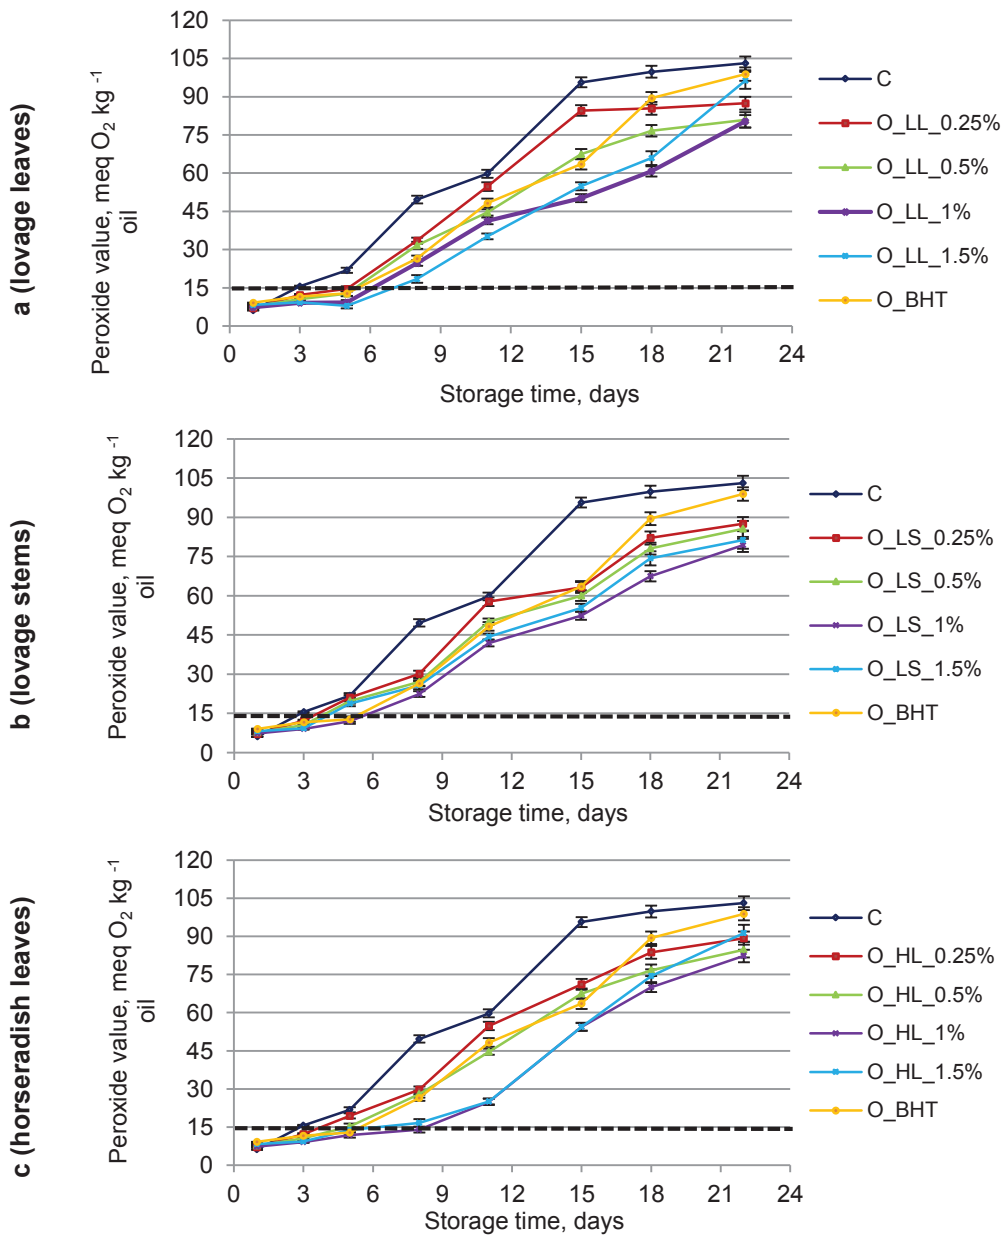 a (lovage leaves)
Peroxide value, meq O₂ kg ⁻¹
oil
120
105
90
75
60
45
30
15
0
0 3 6 9 12 15 18 21 24
Storage time, days
C
O_LL_0.25%
O_LL_0.5%
O_LL_1%
O_LL_1.5%
O_BHT
b (lovage stems)
Peroxide value, meq O₂ kg ⁻¹
oil
120
105
90
75
60
45
30
15
0
0 3 6 9 12 15 18 21 24
Storage time, days
C
O_LS_0.25%
O_LS_0.5%
O_LS_1%
O_LS_1.5%
O_BHT
c (horseradish leaves)
Peroxide value, meq O₂ kg ⁻¹
oil
120
105
90
75
60
45
30
15
0
0 3 6 9 12 15 18 21 24
Storage time, days
C
O_HL_0.25%
O_HL_0.5%
O_HL_1%
O_HL_1.5%
O_BHT